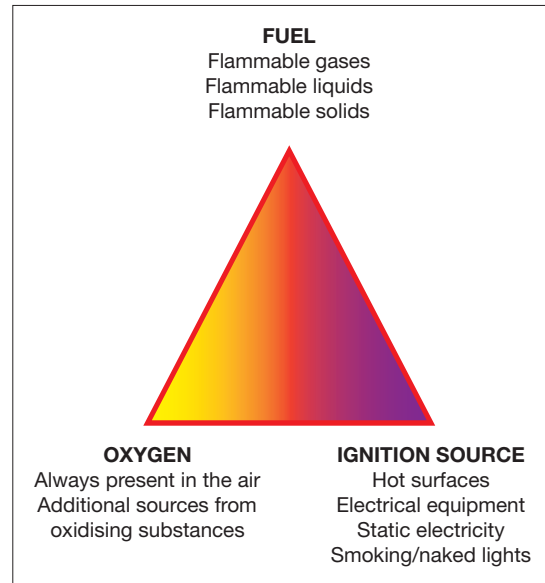 FUEL
Flammable gases
Flammable liquids
Flammable solids
OXYGEN
Always present in the air
Additional sources from
oxidising substances
IGNITION SOURCE
Hot surfaces
Electrical equipment
Static electricity
Smoking/naked lights